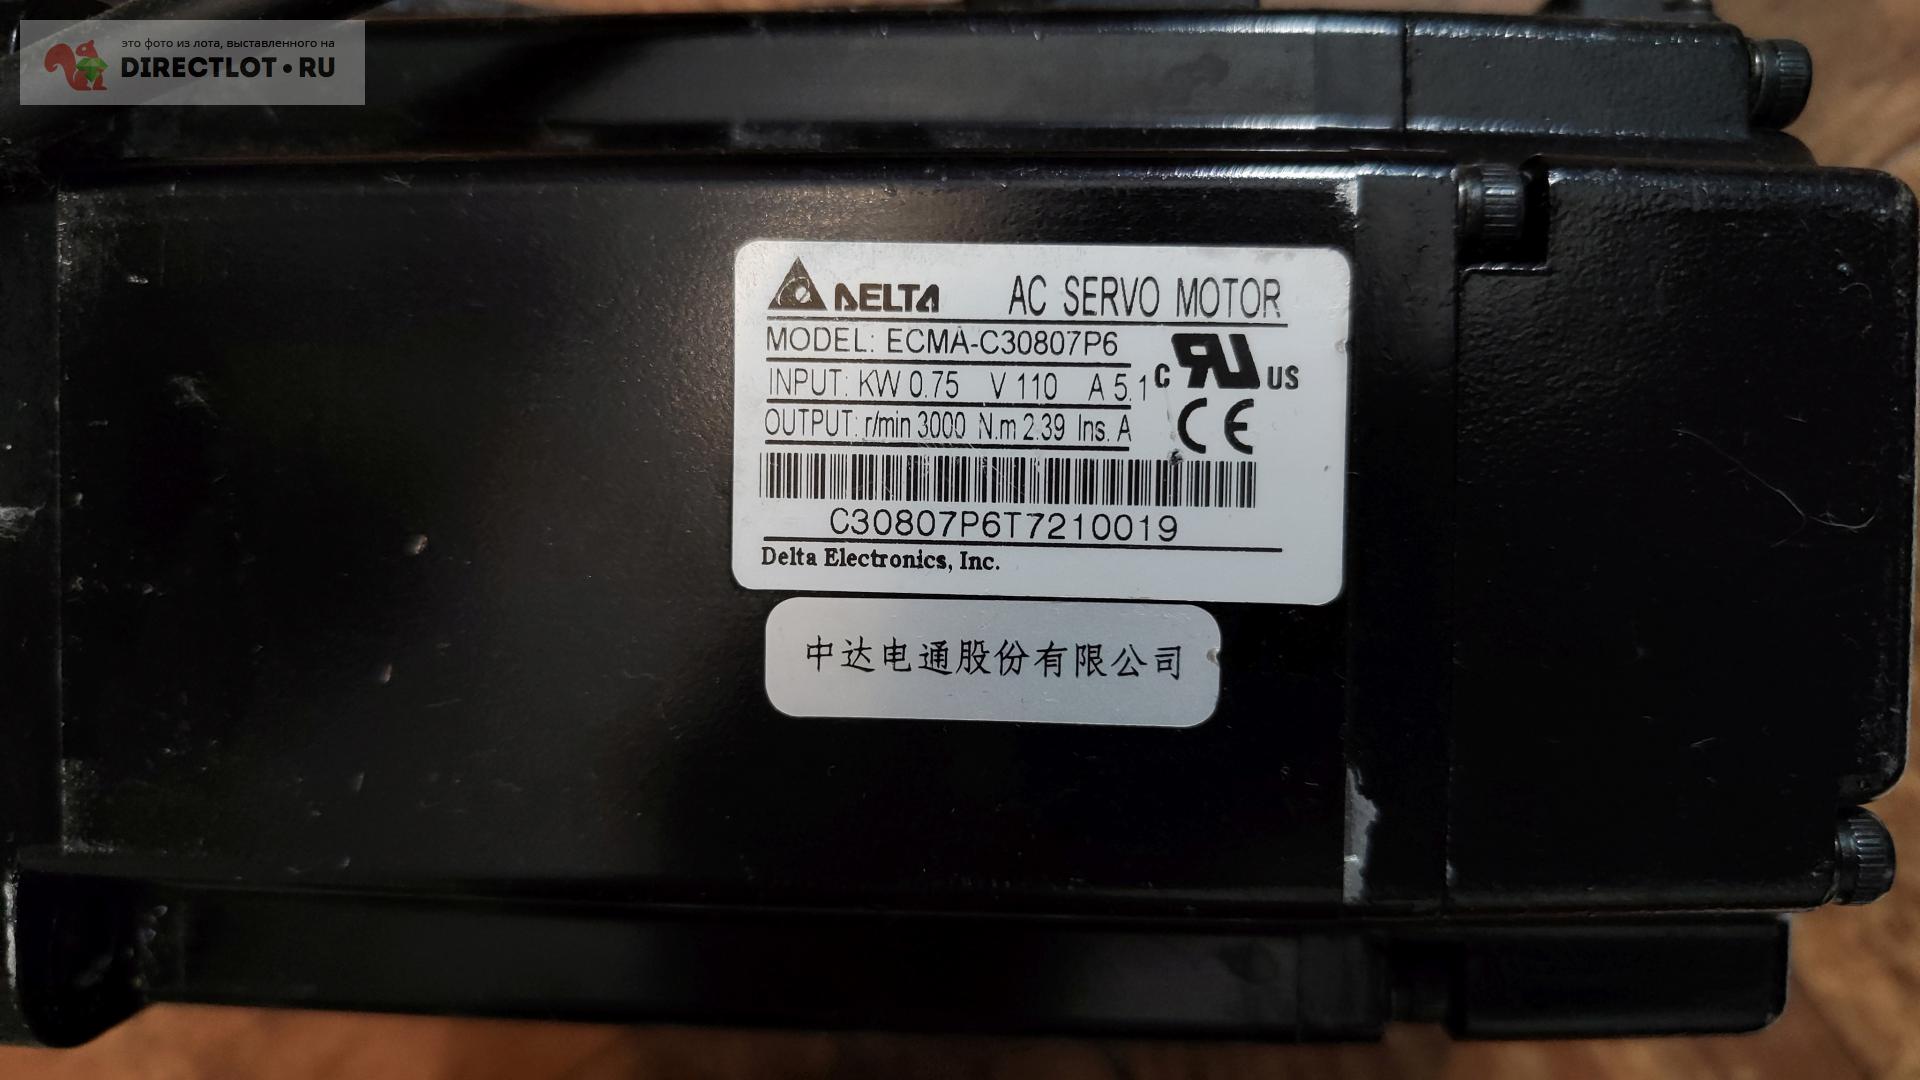 это фото из лота, выставленного на
DIRECTLOT•RU
DELTA AC SERVO MOTOR
MODEL: ECMA-C30807P6
INPUT: KW 0.75 V 110 A 5.1
OUTPUT: r/min 3000 N.m 2.39 Ins. A
C RU US
CE
C30807P6T7210019
Delta Electronics, Inc.
中达电通股份有限公司